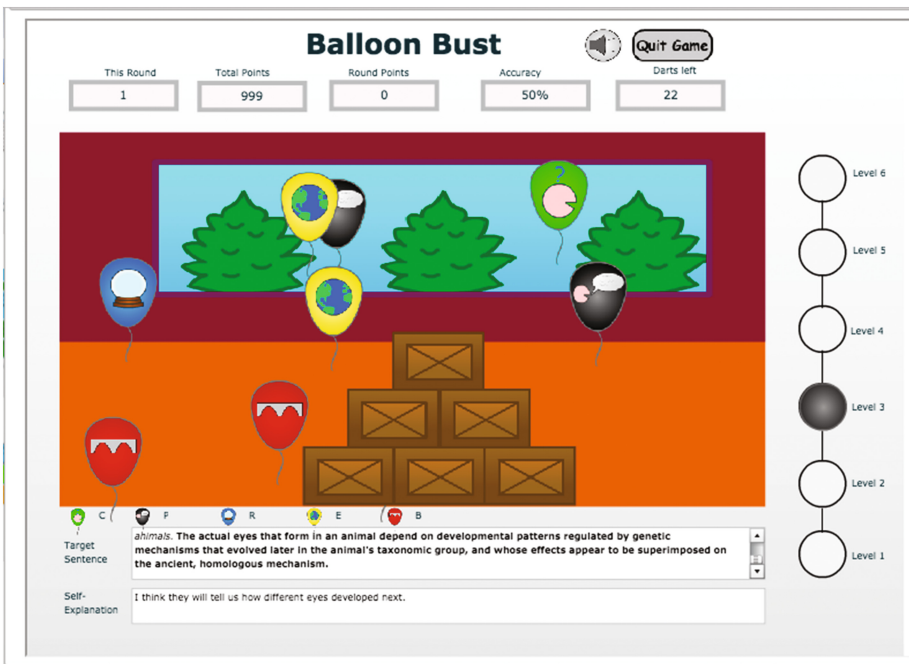 Balloon Bust
Quit Game
This Round
Total Points
Round Points
Accuracy
Darts left
1
999
0
50%
22
?
Level 6
Level 5
Level 4
Level 3
Level 2
Level 1
C P R E B
Target
Sentence
animals. The actual eyes that form in an animal depend on developmental patterns regulated by genetic
mechanisms that evolved later in the animal's taxonomic group, and whose effects appear to be superimposed on
the ancient, homologous mechanism.
Self-
Explanation
I think they will tell us how different eyes developed next.